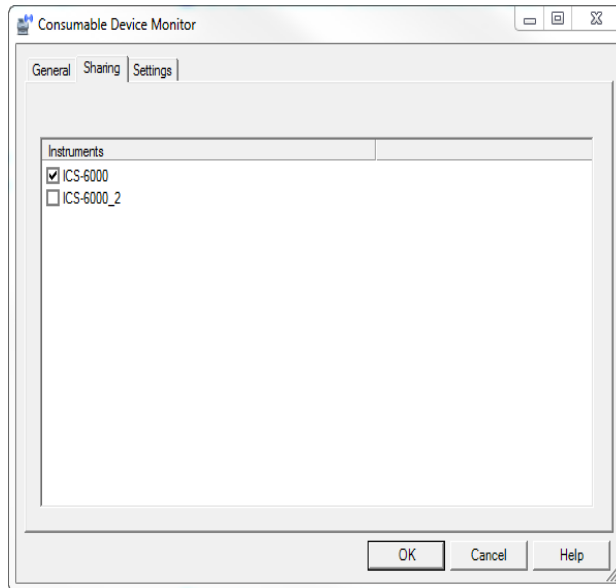 Consumable Device Monitor
General Sharing Settings
Instruments
ICS-6000
ICS-6000_2
OK Cancel Help